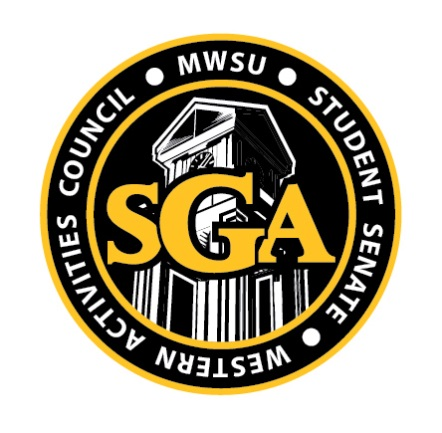 MWSU
STUDENT SENATE
WESTERN ACTIVITIES COUNCIL
SGA